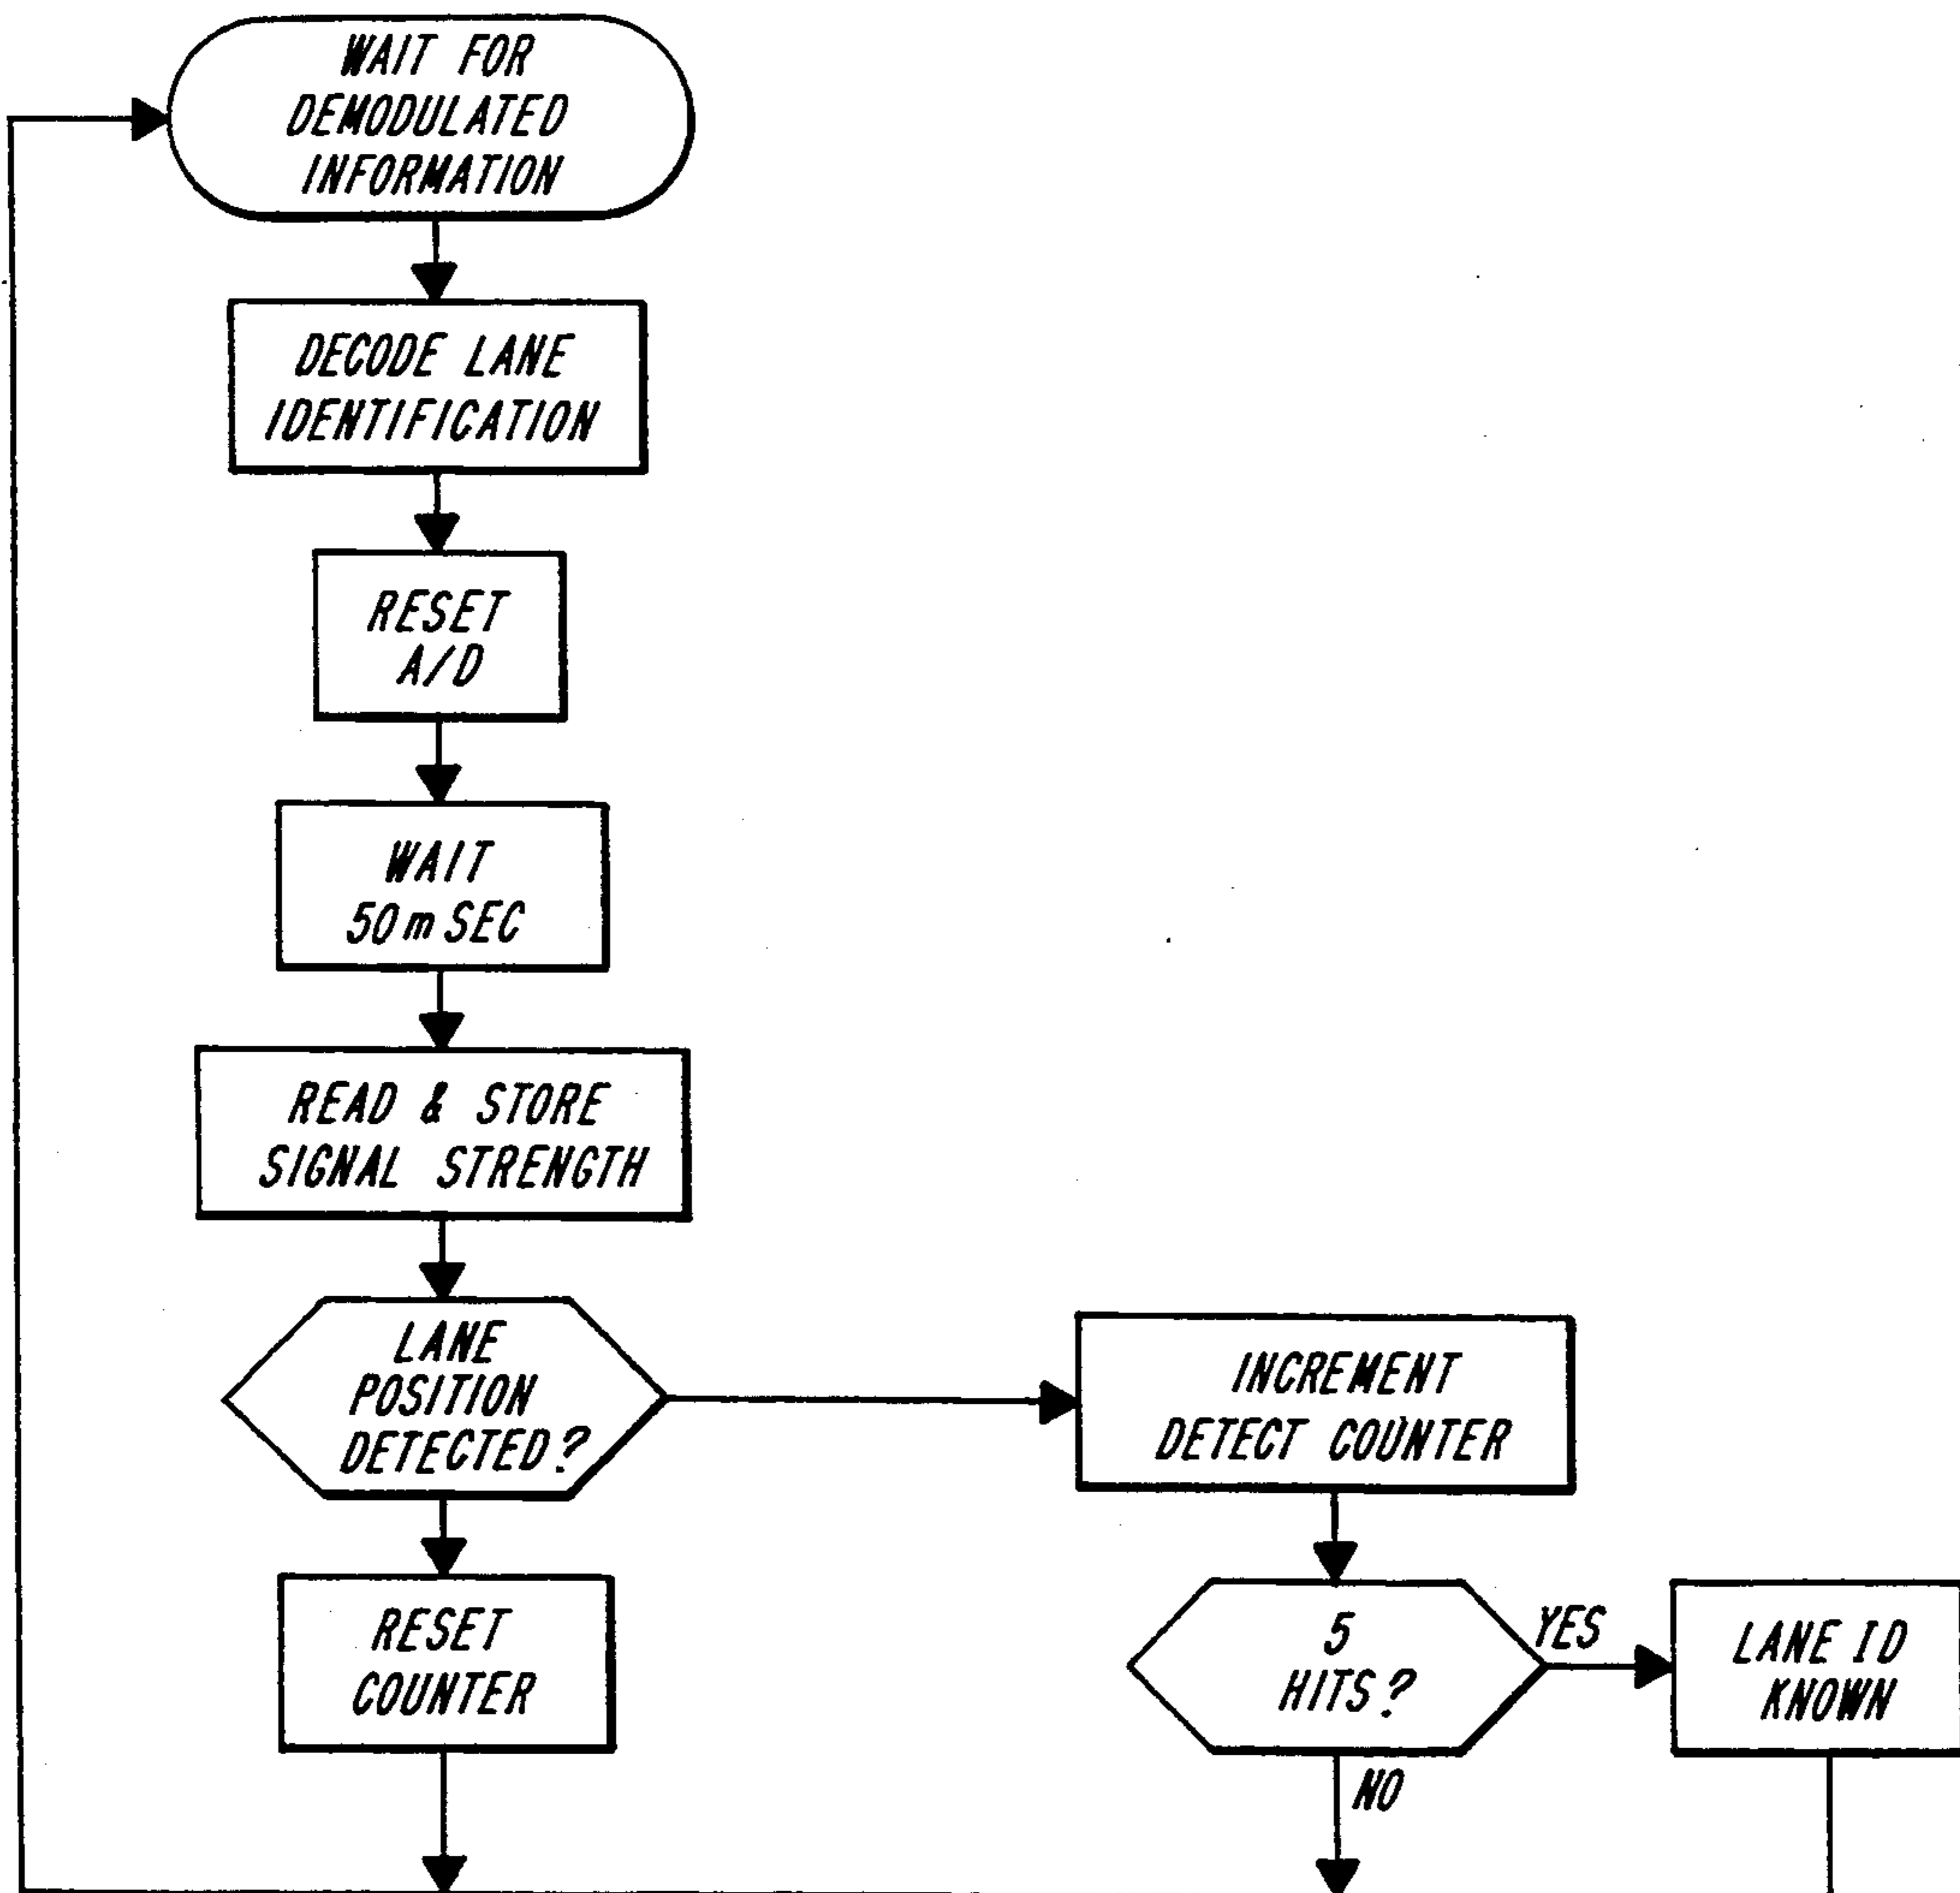 WAIT FOR
DEMODULATED
INFORMATION
DECODE LANE
IDENTIFICATION
RESET
A/D
WAIT
50 m SEC
READ & STORE
SIGNAL STRENGTH
LANE
POSITION
DETECTED?
INCREMENT
DETECT COUNTER
RESET
COUNTER
5
HITS?
YES
LANE ID
KNOWN
NO